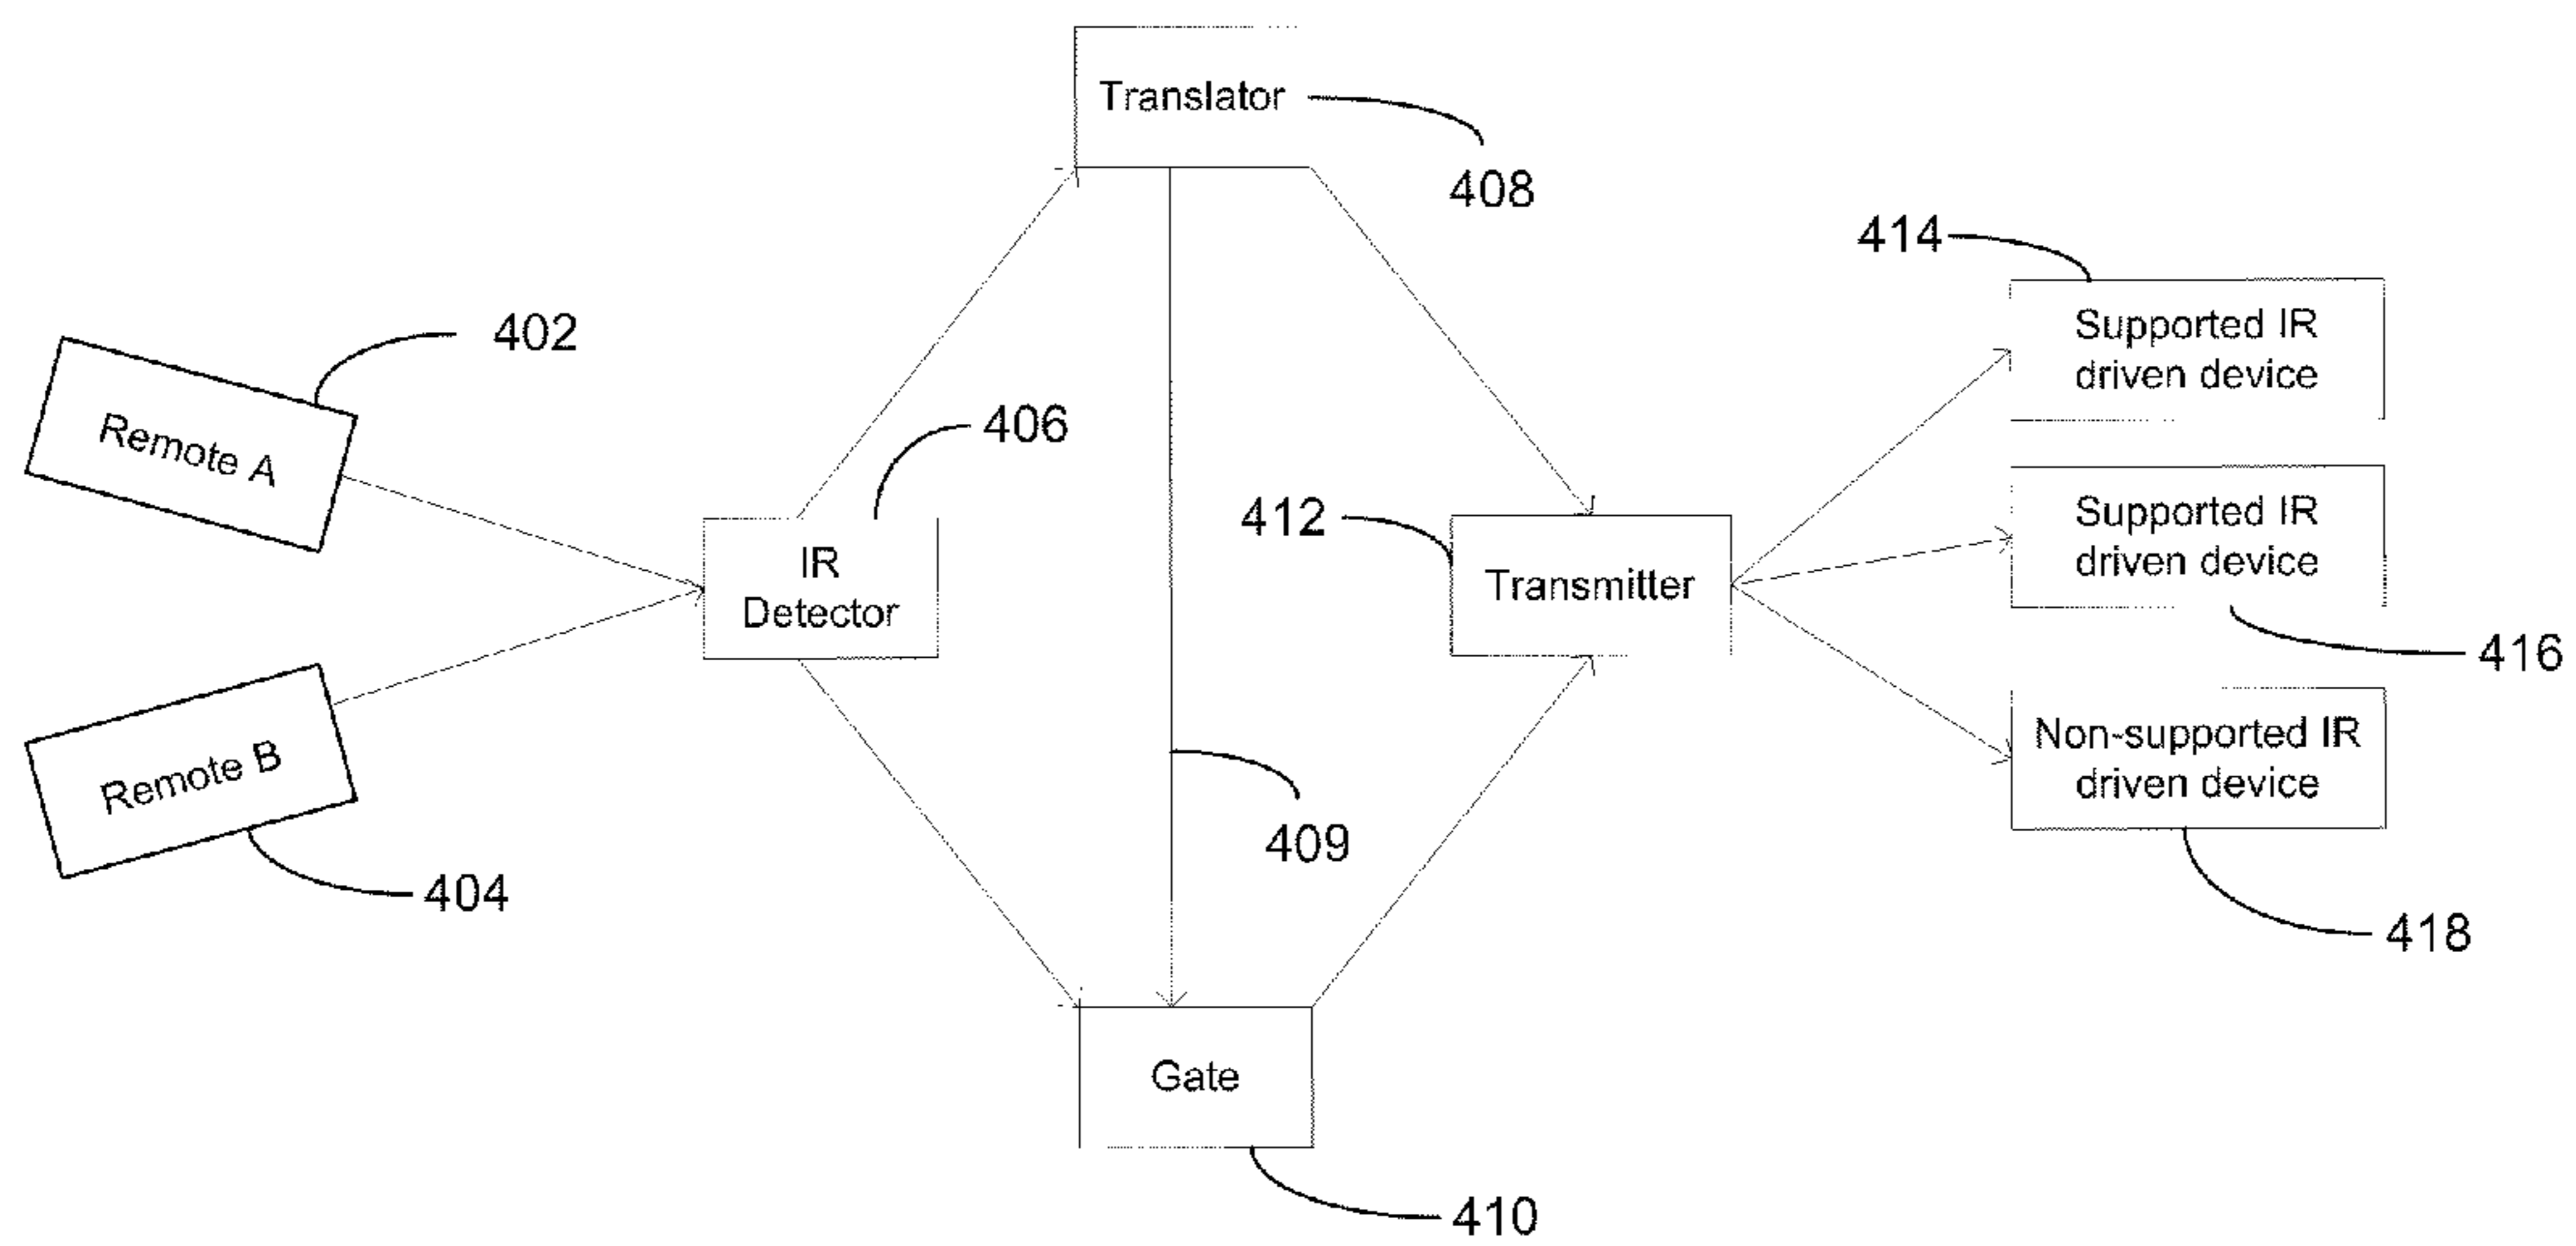 Translator
408
414
Supported IR
driven device
402
Remote A
406
412
Supported IR
driven device
IR
Detector
Transmitter
416
Non-supported IR
driven device
Remote B
409
404
418
Gate
410